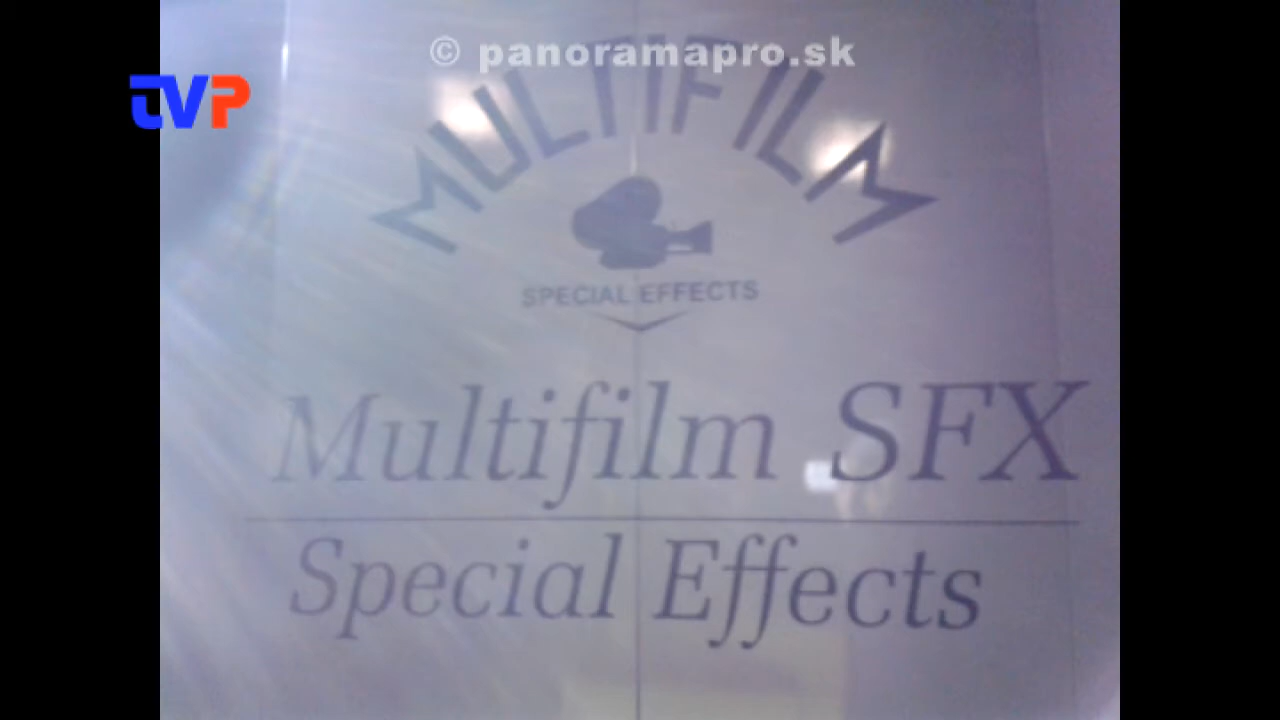 © panoramapro.sk
TVP
MULTIFILM
SPECIAL EFFECTS
Multifilm SFX
Special Effects